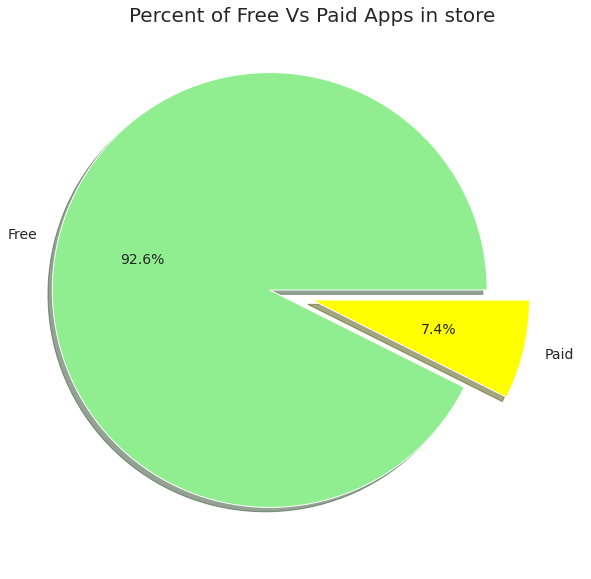 Percent of Free Vs Paid Apps in store
Free
92.6%
7.4%
Paid